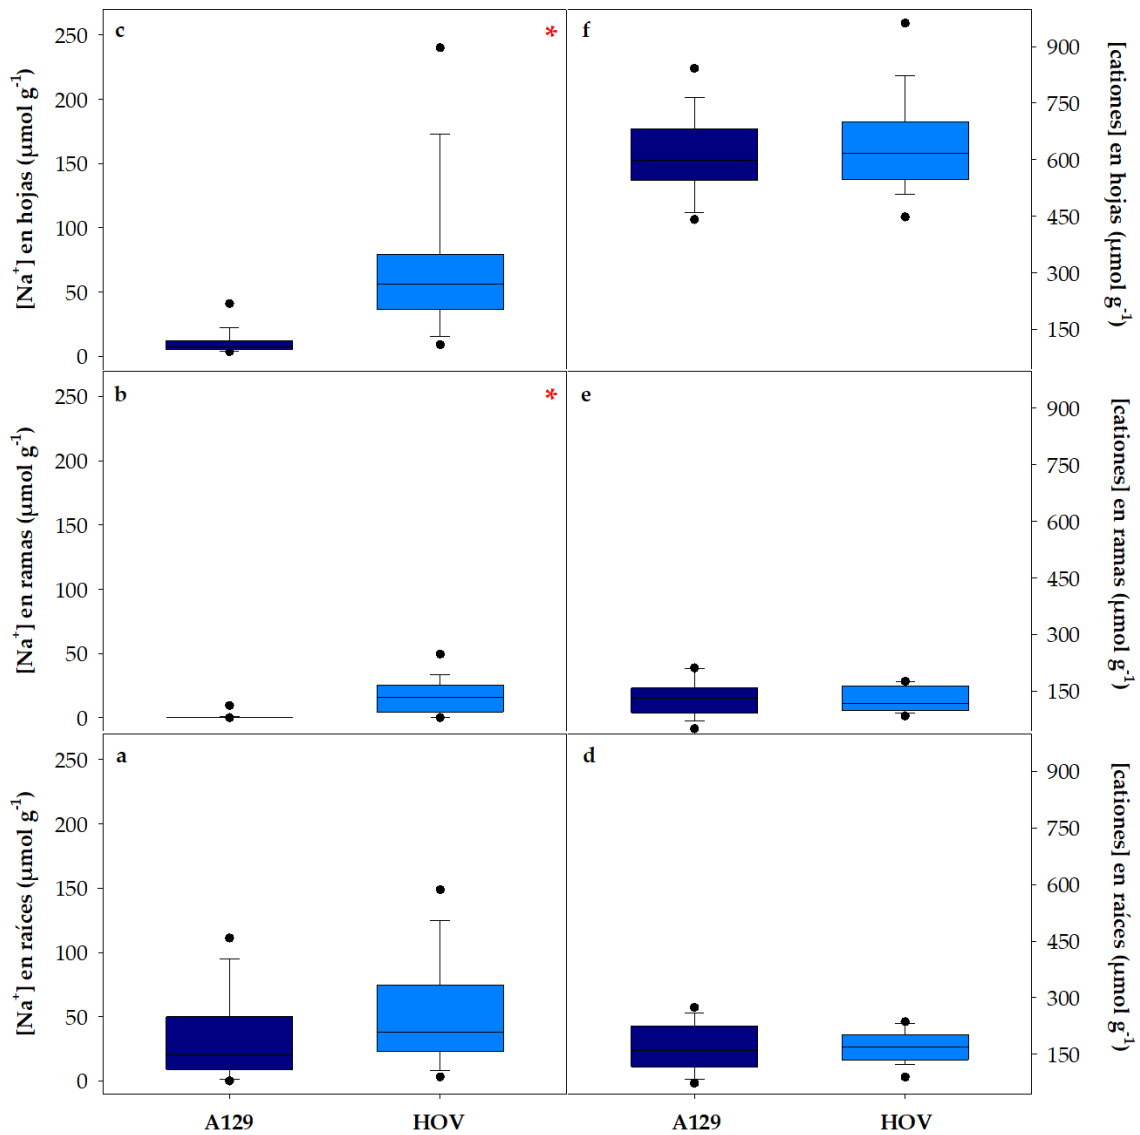 c
*
f
[Na⁺] en hojas (µmol g⁻¹)
250
200
150
100
50
0
900
750
600
450
300
150
[cationes] en hojas (µmol g⁻¹)
b
*
e
[Na⁺] en ramas (µmol g⁻¹)
250
200
150
100
50
0
900
750
600
450
300
150
[cationes] en ramas (µmol g⁻¹)
a
d
[Na⁺] en raíces (µmol g⁻¹)
250
200
150
100
50
0
900
750
600
450
300
150
[cationes] en raíces (µmol g⁻¹)
A129 HOV A129 HOV